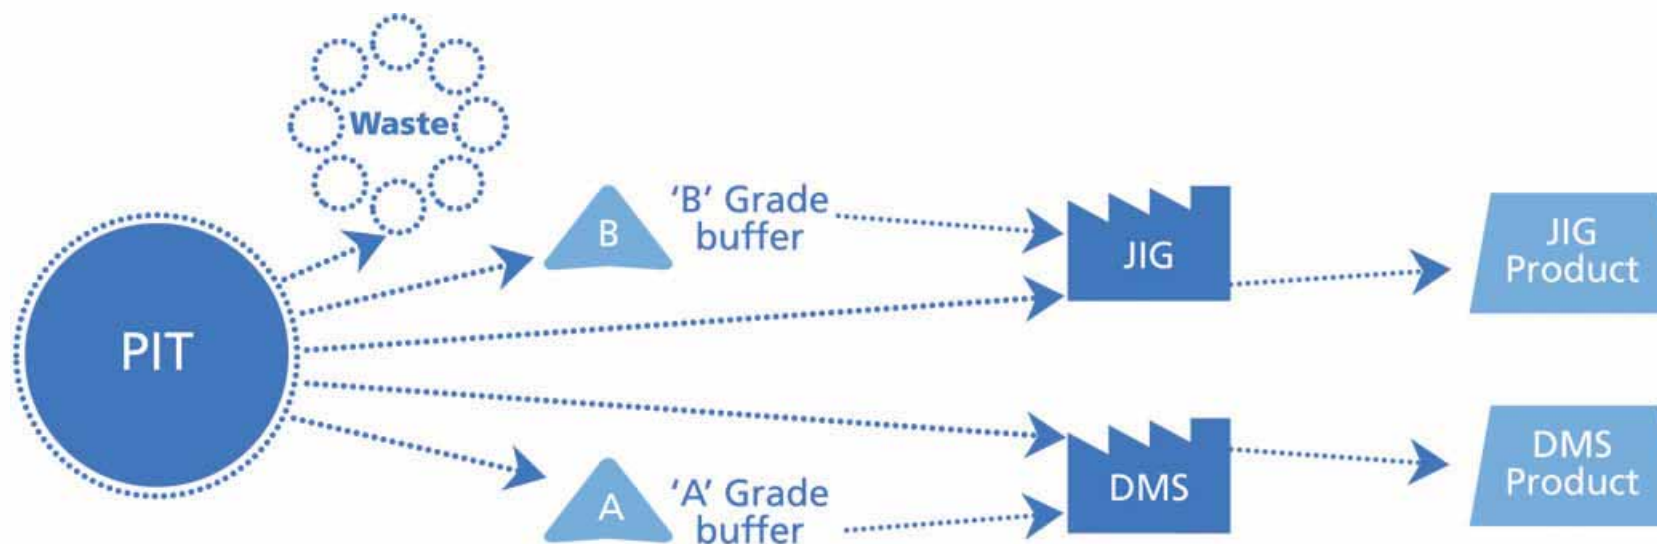 Waste
B
'B' Grade
buffer
JIG
JIG
Product
PIT
A
'A' Grade
buffer
DMS
DMS
Product